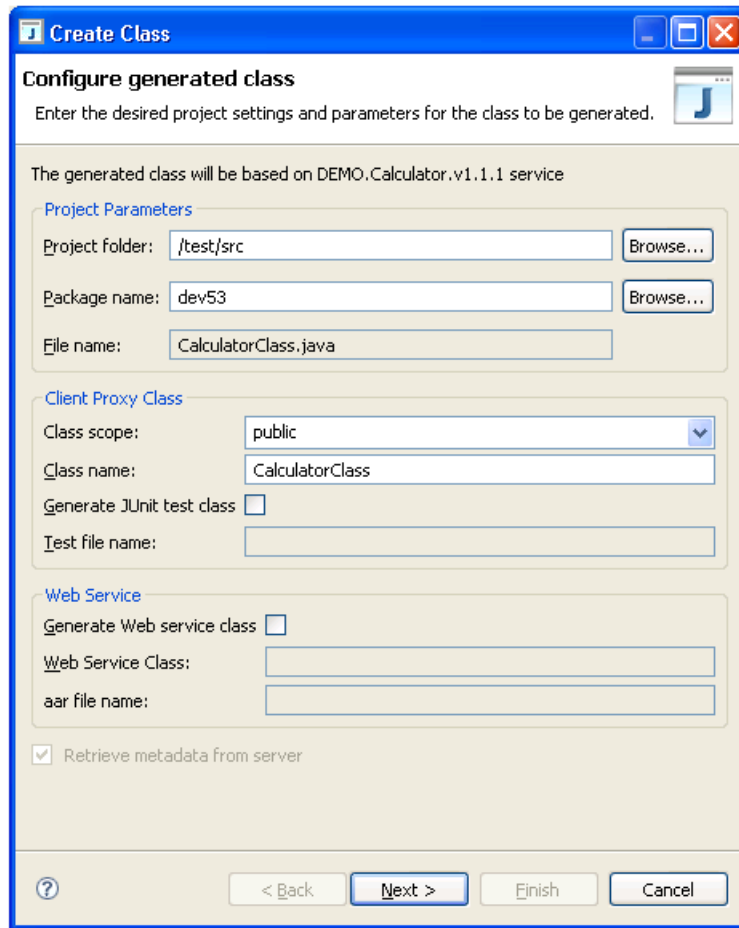 Create Class
Configure generated class
Enter the desired project settings and parameters for the class to be generated.
The generated class will be based on DEMO.Calculator.v1.1.1 service
Project Parameters
Project folder: /test/src Browse...
Package name: dev53 Browse...
File name: CalculatorClass.java
Client Proxy Class
Class scope: public
Class name: CalculatorClass
Generate JUnit test class
Test file name:
Web Service
Generate Web service class
Web Service Class:
aar file name:
Retrieve metadata from server
? < Back Next > Finish Cancel